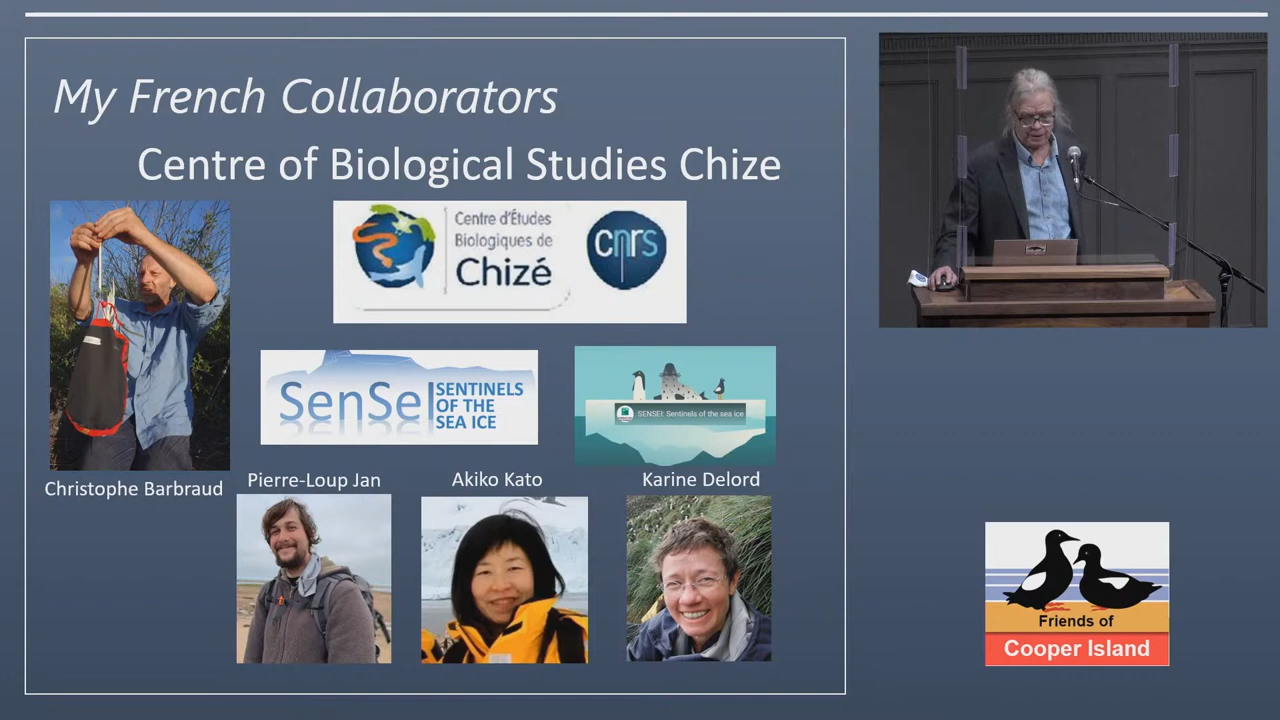 My French Collaborators
Centre of Biological Studies Chize
Centre d'Études
Biologiques de
Chizé
cnrs
SenSeI
SENTINELS
OF THE
SEA ICE
SENSEI: Sentinels of the sea ice
Christophe Barbraud
Pierre-Loup Jan
Akiko Kato
Karine Delord
Friends of
Cooper Island